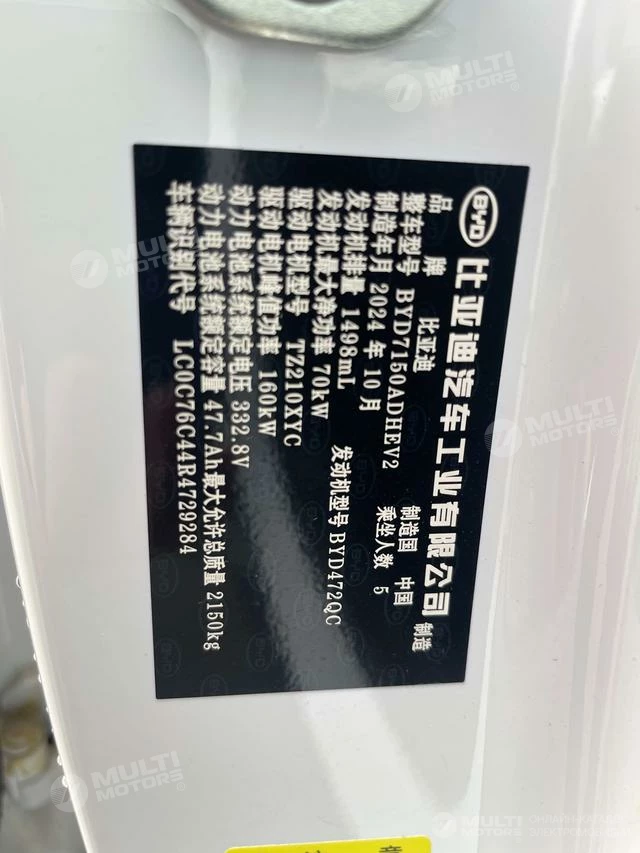 BYD 比亚迪汽车工业有限公司 制造
品牌 比亚迪 制造国 中国
整车型号 BYD7150ADHEV2 乘坐人数 5
制造年月 2024年10月
发动机排量 1498mL 发动机型号 BYD472QC
发动机最大净功率 70kW
驱动电机型号 TZ210XYC
驱动电机峰值功率 160kW
动力电池系统额定电压 332.8V
动力电池系统额定容量 47.7Ah 最大允许总质量 2150kg
车辆识别代号 LC0C76C44R4729284
MULTI MOTORS
MULTI MOTORS
MULTI MOTORS
MULTI MOTORS
MULTI MOTORS